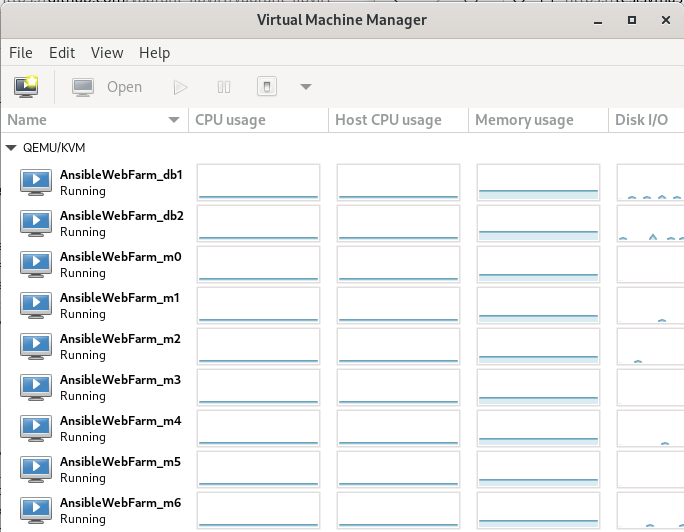 Virtual Machine Manager
File Edit View Help
Open
Name CPU usage Host CPU usage Memory usage Disk I/O
QEMU/KVM
AnsibleWebFarm_db1
Running
AnsibleWebFarm_db2
Running
AnsibleWebFarm_m0
Running
AnsibleWebFarm_m1
Running
AnsibleWebFarm_m2
Running
AnsibleWebFarm_m3
Running
AnsibleWebFarm_m4
Running
AnsibleWebFarm_m5
Running
AnsibleWebFarm_m6
Running